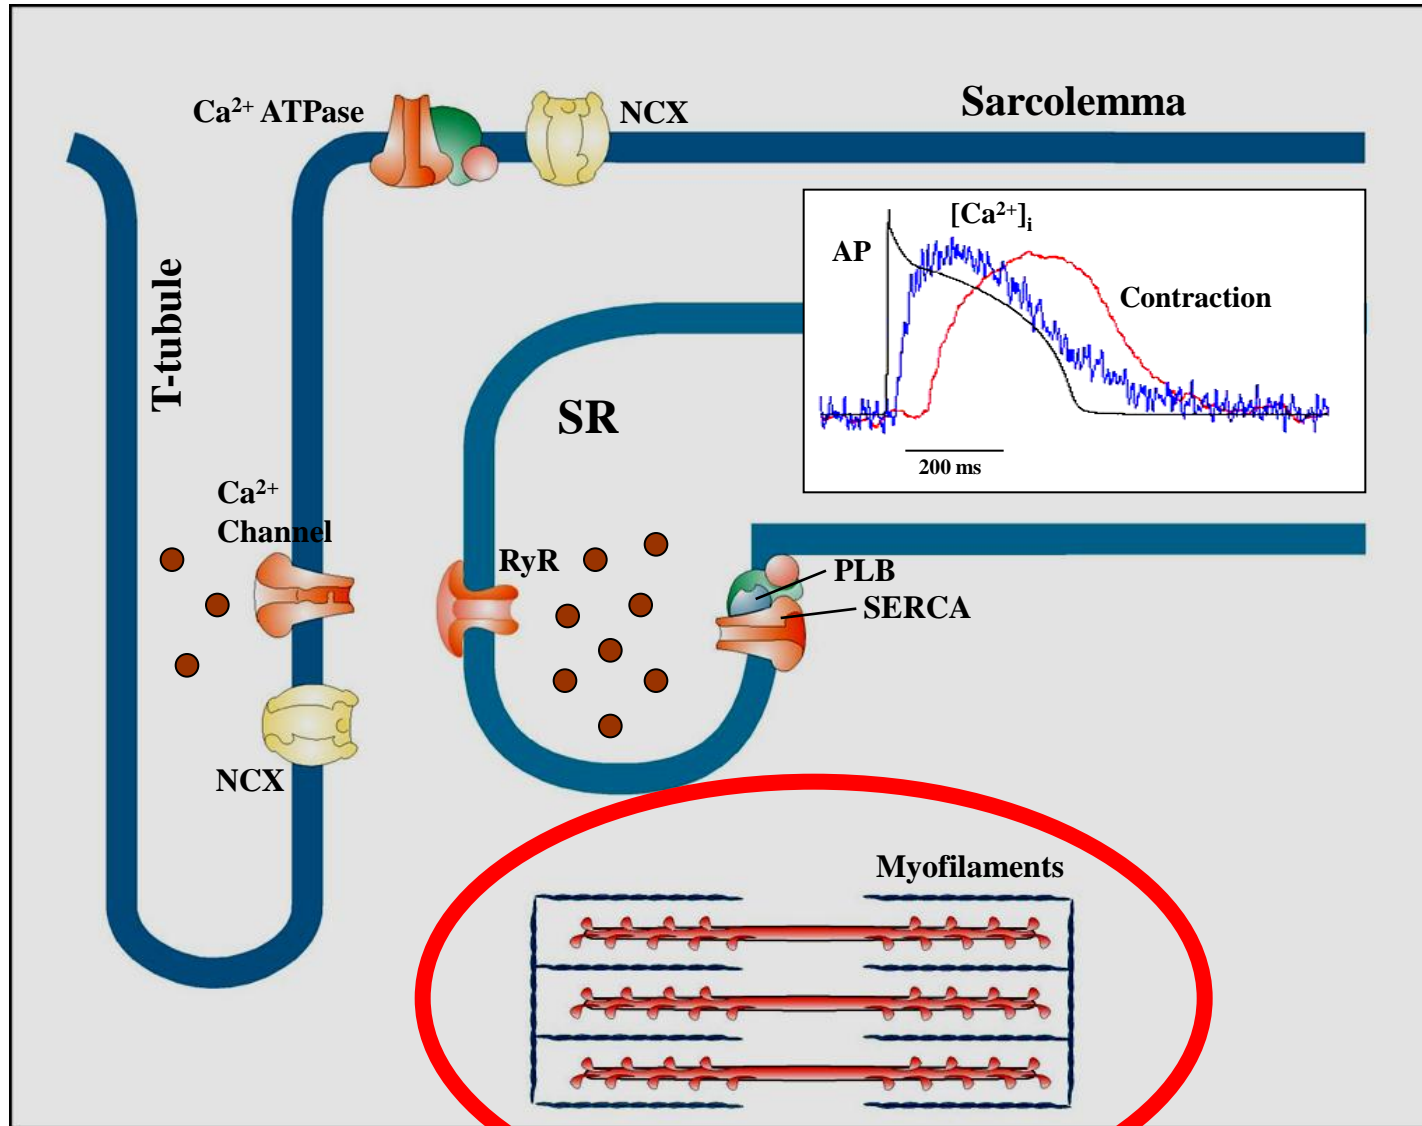 Ca²⁺ ATPase
NCX
Sarcolemma
T-tubule
[Ca²⁺]ᵢ
AP
Contraction
200 ms
SR
Ca²⁺
Channel
RyR
PLB
SERCA
NCX
Myofilaments